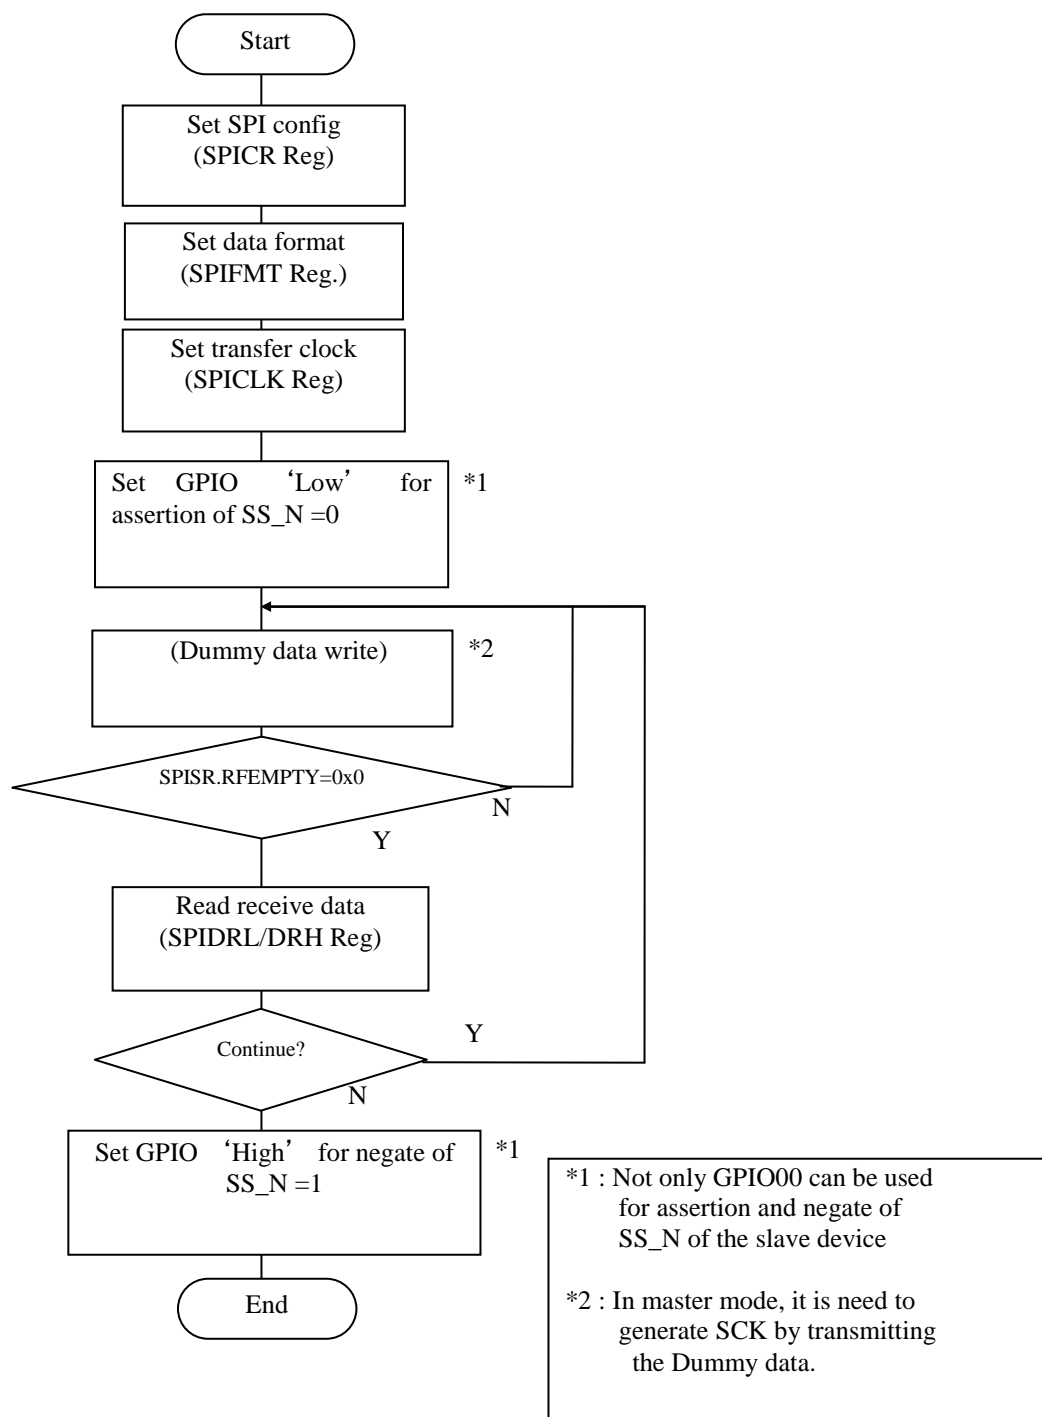 Start
Set SPI config
(SPICR Reg)
Set data format
(SPIFMT Reg.)
Set transfer clock
(SPICLK Reg)
Set GPIO ‘Low’ for
assertion of SS_N =0
*1
(Dummy data write)
*2
SPISR.RFEMPTY=0x0
N
Y
Read receive data
(SPIDRL/DRH Reg)
Continue?
Y
N
Set GPIO ‘High’ for negate of
SS_N =1
*1
End
*1 : Not only GPIO00 can be used
for assertion and negate of
SS_N of the slave device
*2 : In master mode, it is need to
generate SCK by transmitting
the Dummy data.